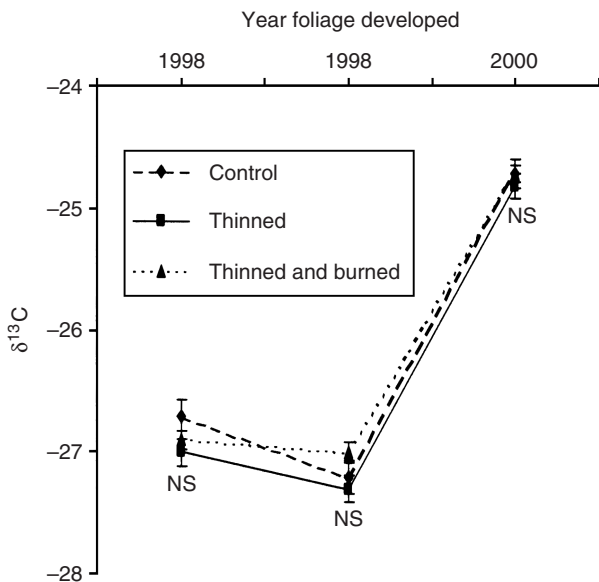 Year foliage developed
1998 1998 2000
–24
Control
Thinned
Thinned and burned
–25
NS
–26
δ13C
–27
NS
NS
–28